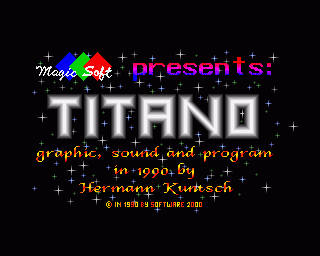 Magic Soft presents:
TITANO
graphic, sound and program
in 1990 by
Hermann Kuntsch
© IN 1990 BY SOFTWARE 2000